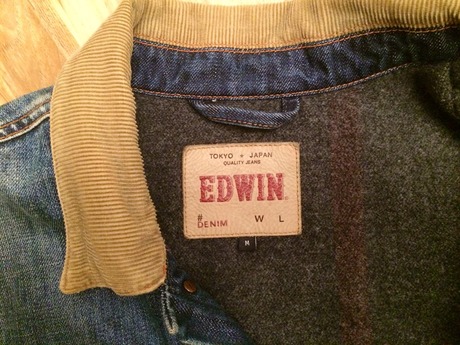 TOKYO + JAPAN
QUALITY JEANS
EDWIN
# W L
DENIM
M